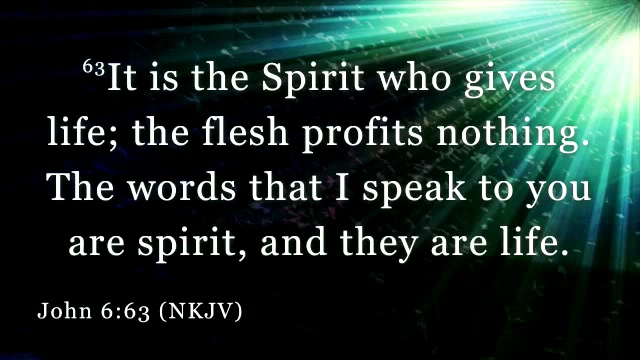 63It is the Spirit who gives
life; the flesh profits nothing.
The words that I speak to you
are spirit, and they are life.
John 6:63 (NKJV)